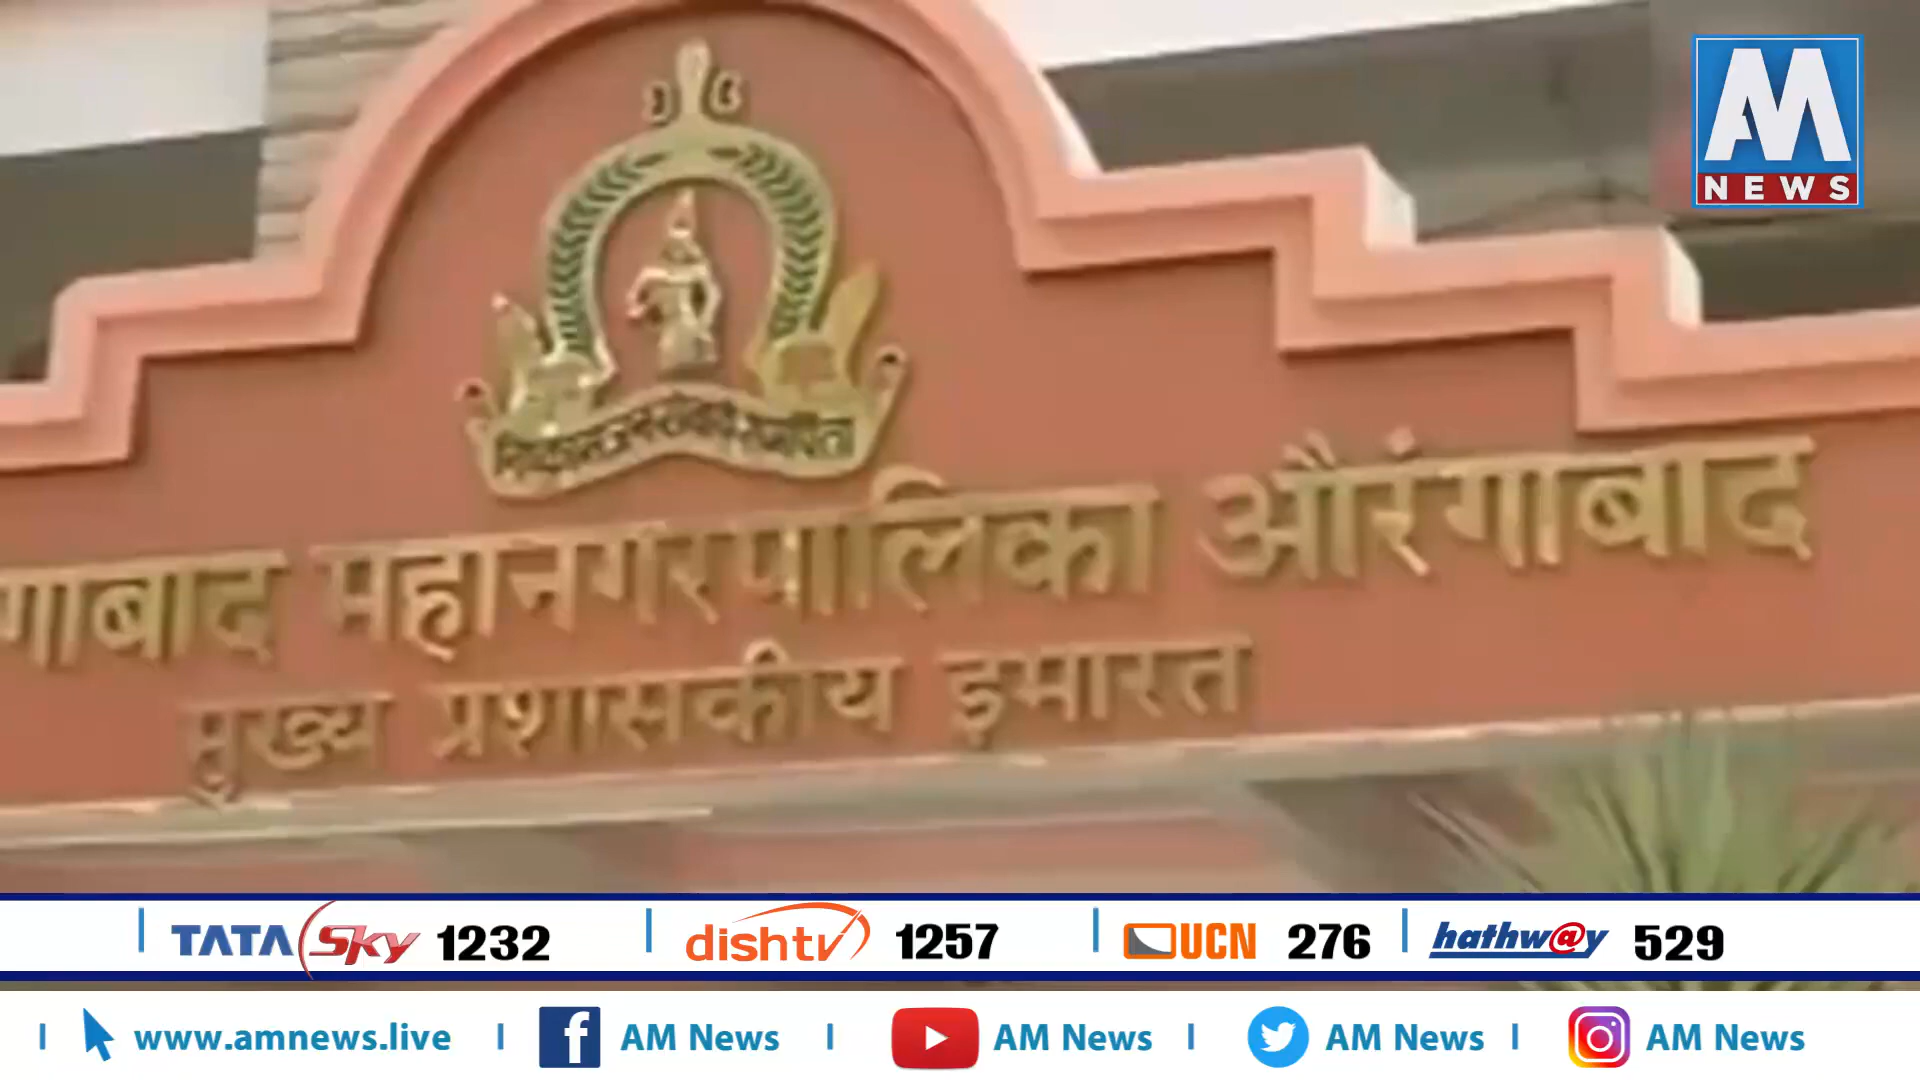 AM
NEWS
गाबाद महानगरपालिका औरंगाबाद
मुख्य प्रशासकीय इमारत
TATA Sky 1232 dishtv 1257 UCN 276 hathw@y 529
www.amnews.live AM News AM News AM News AM News